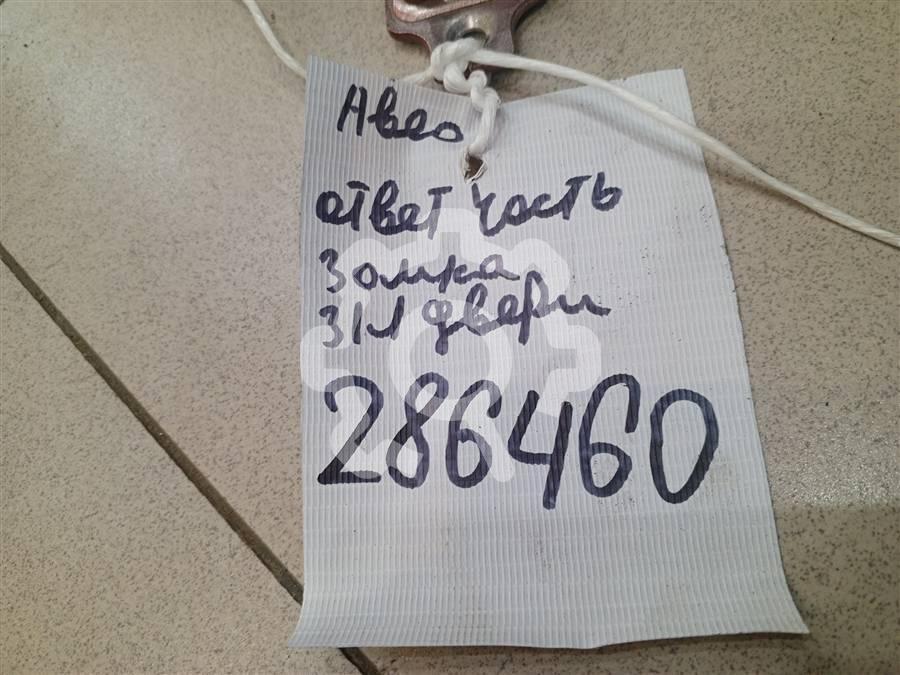 Авео
ответ часть
замка
з/л двери
286460